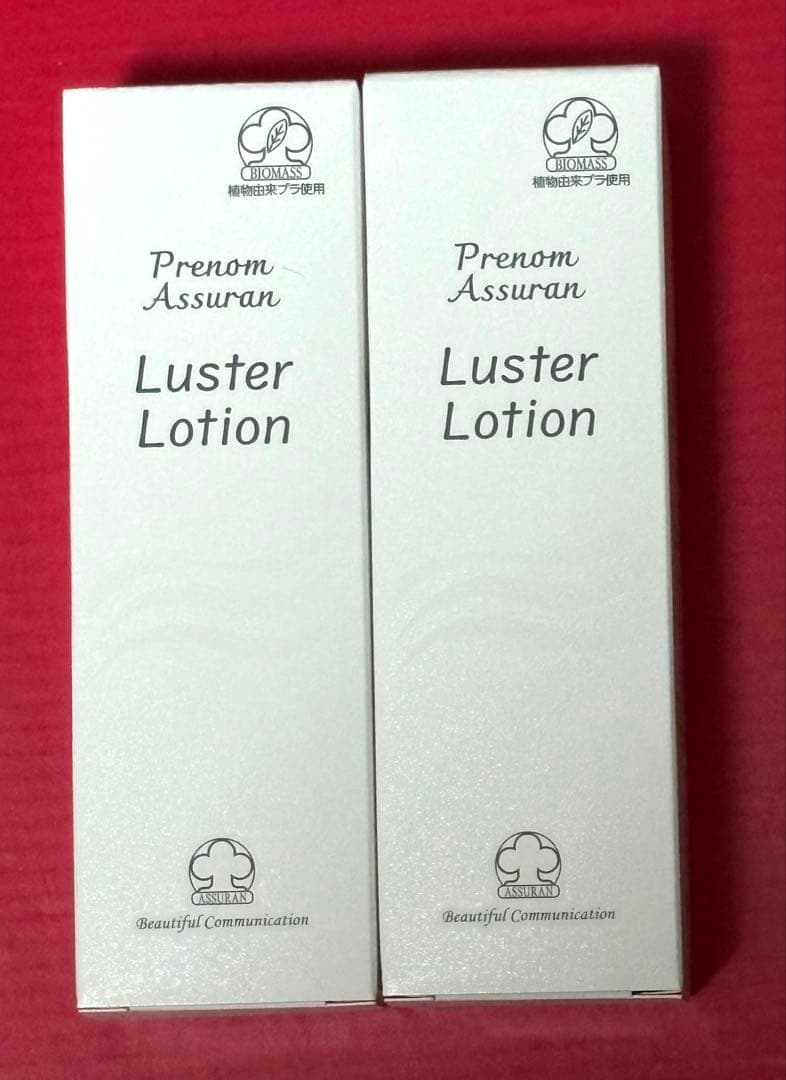 BIOMASS
植物由来プラ使用
Prenom
Assuran
Luster
Lotion
ASSURAN
Beautiful Communication
BIOMASS
植物由来プラ使用
Prenom
Assuran
Luster
Lotion
ASSURAN
Beautiful Communication